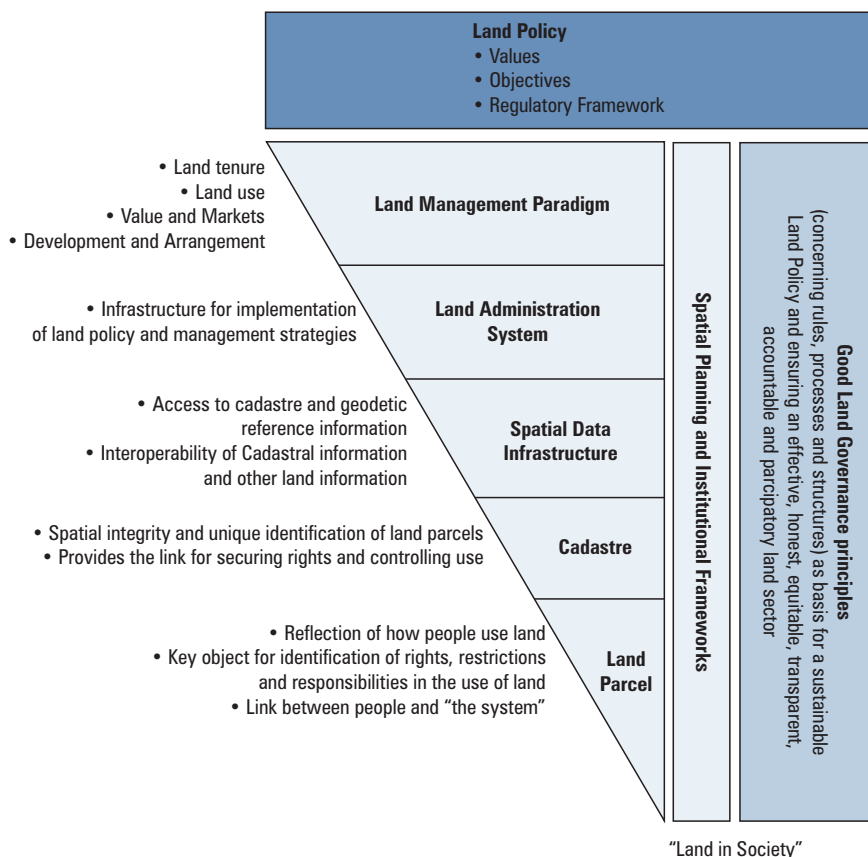 Land Policy
• Values
• Objectives
• Regulatory Framework
• Land tenure
• Land use
• Value and Markets
• Development and Arrangement
Land Management Paradigm
• Infrastructure for implementation
of land policy and management strategies
Land Administration
System
• Access to cadastre and geodetic
reference information
• Interoperability of Cadastral information
and other land information
Spatial Data
Infrastructure
• Spatial integrity and unique identification of land parcels
• Provides the link for securing rights and controlling use
Cadastre
• Reflection of how people use land
• Key object for identification of rights, restrictions
and responsibilities in the use of land
• Link between people and “the system”
Land
Parcel
Spatial Planning and Institutional Frameworks
Good Land Governance principles
(concerning rules, processes and structures) as basis for a sustainable
Land Policy and ensuring an effective, honest, equitable, transparent,
accountable and parcipatory land sector
“Land in Society”